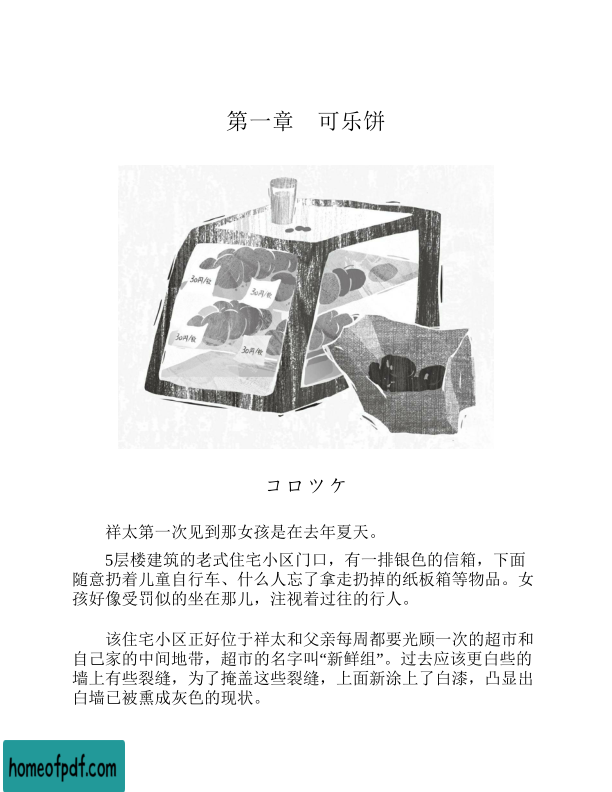 第一章　可乐饼
30円/枚
30円/枚
30円/枚
30円/枚
コロツケ
祥太第一次见到那女孩是在去年夏天。
5层楼建筑的老式住宅小区门口，有一排银色的信箱，下面
随意扔着儿童自行车、什么人忘了拿走扔掉的纸板箱等物品。女
孩好像受罚似的坐在那儿，注视着过往的行人。
该住宅小区正好位于祥太和父亲每周都要光顾一次的超市和
自己家的中间地带，超市的名字叫“新鲜组”。过去应该更白些的
墙上有些裂缝，为了掩盖这些裂缝，上面新涂上了白漆，凸显出
白墙已被熏成灰色的现状。
homeofpdf.com